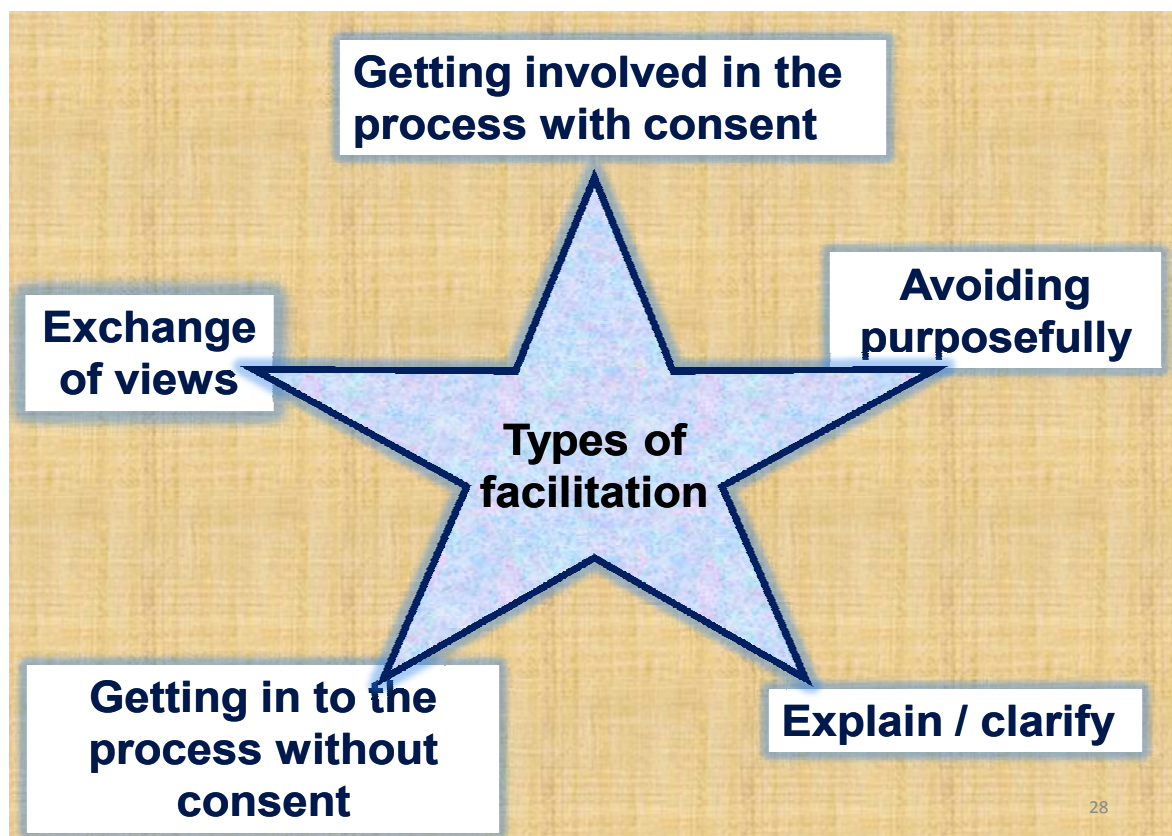 Getting involved in the
process with consent
Avoiding
purposefully
Exchange
of views
Types of
facilitation
Getting in to the
process without
consent
Explain / clarify
28